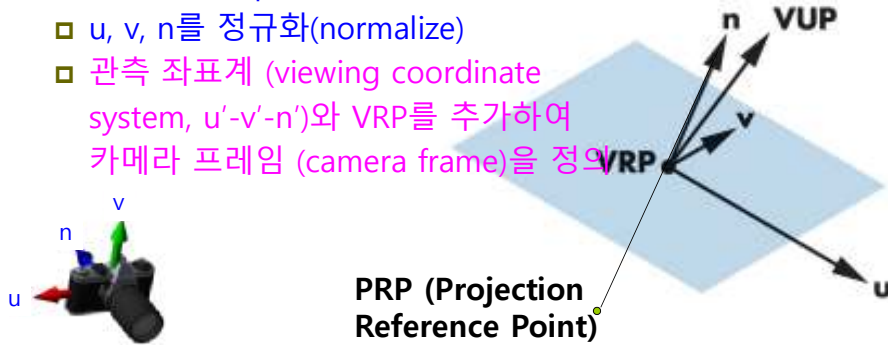 u, v, n를 정규화(normalize)
관측 좌표계 (viewing coordinate
system, u′-v′-n′)와 VRP를 추가하여
카메라 프레임 (camera frame)을 정의
n
VUP
v
VRP
u
v
n
u
PRP (Projection
Reference Point)